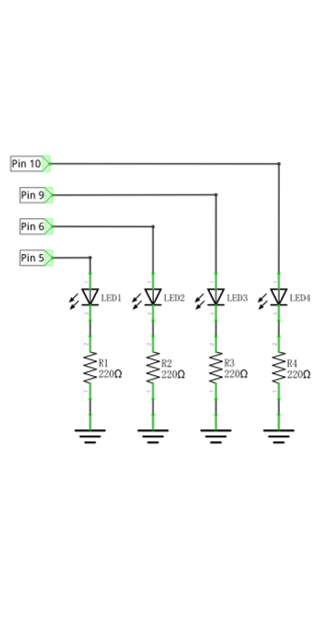 Pin 10
Pin 9
Pin 6
Pin 5
LED1 LED2 LED3 LED4
R1 R2 R3 R4
220Ω 220Ω 220Ω 220Ω